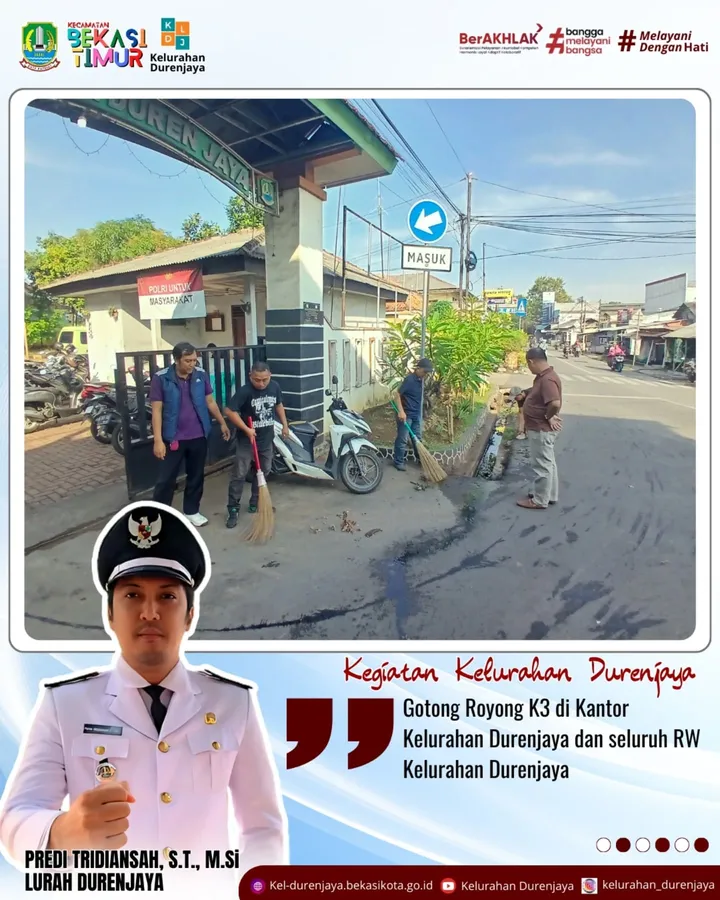 KECAMATAN
BEKASI
TIMUR
K
L
D
J
Kelurahan
Durenjaya
BerAKHLAK
#bangga
melayani
bangsa
#Melayani
DenganHati
DUREN JAYA
MASUK
POLRI UNTUK
MASYARAKAT
Kegiatan Kelurahan Durenjaya
Gotong Royong K3 di Kantor
Kelurahan Durenjaya dan seluruh RW
Kelurahan Durenjaya
PREDI TRIDIANSAH, S.T., M.Si
LURAH DURENJAYA
Kel-durenjaya.bekasikota.go.id
Kelurahan Durenjaya
kelurahan_durenjaya